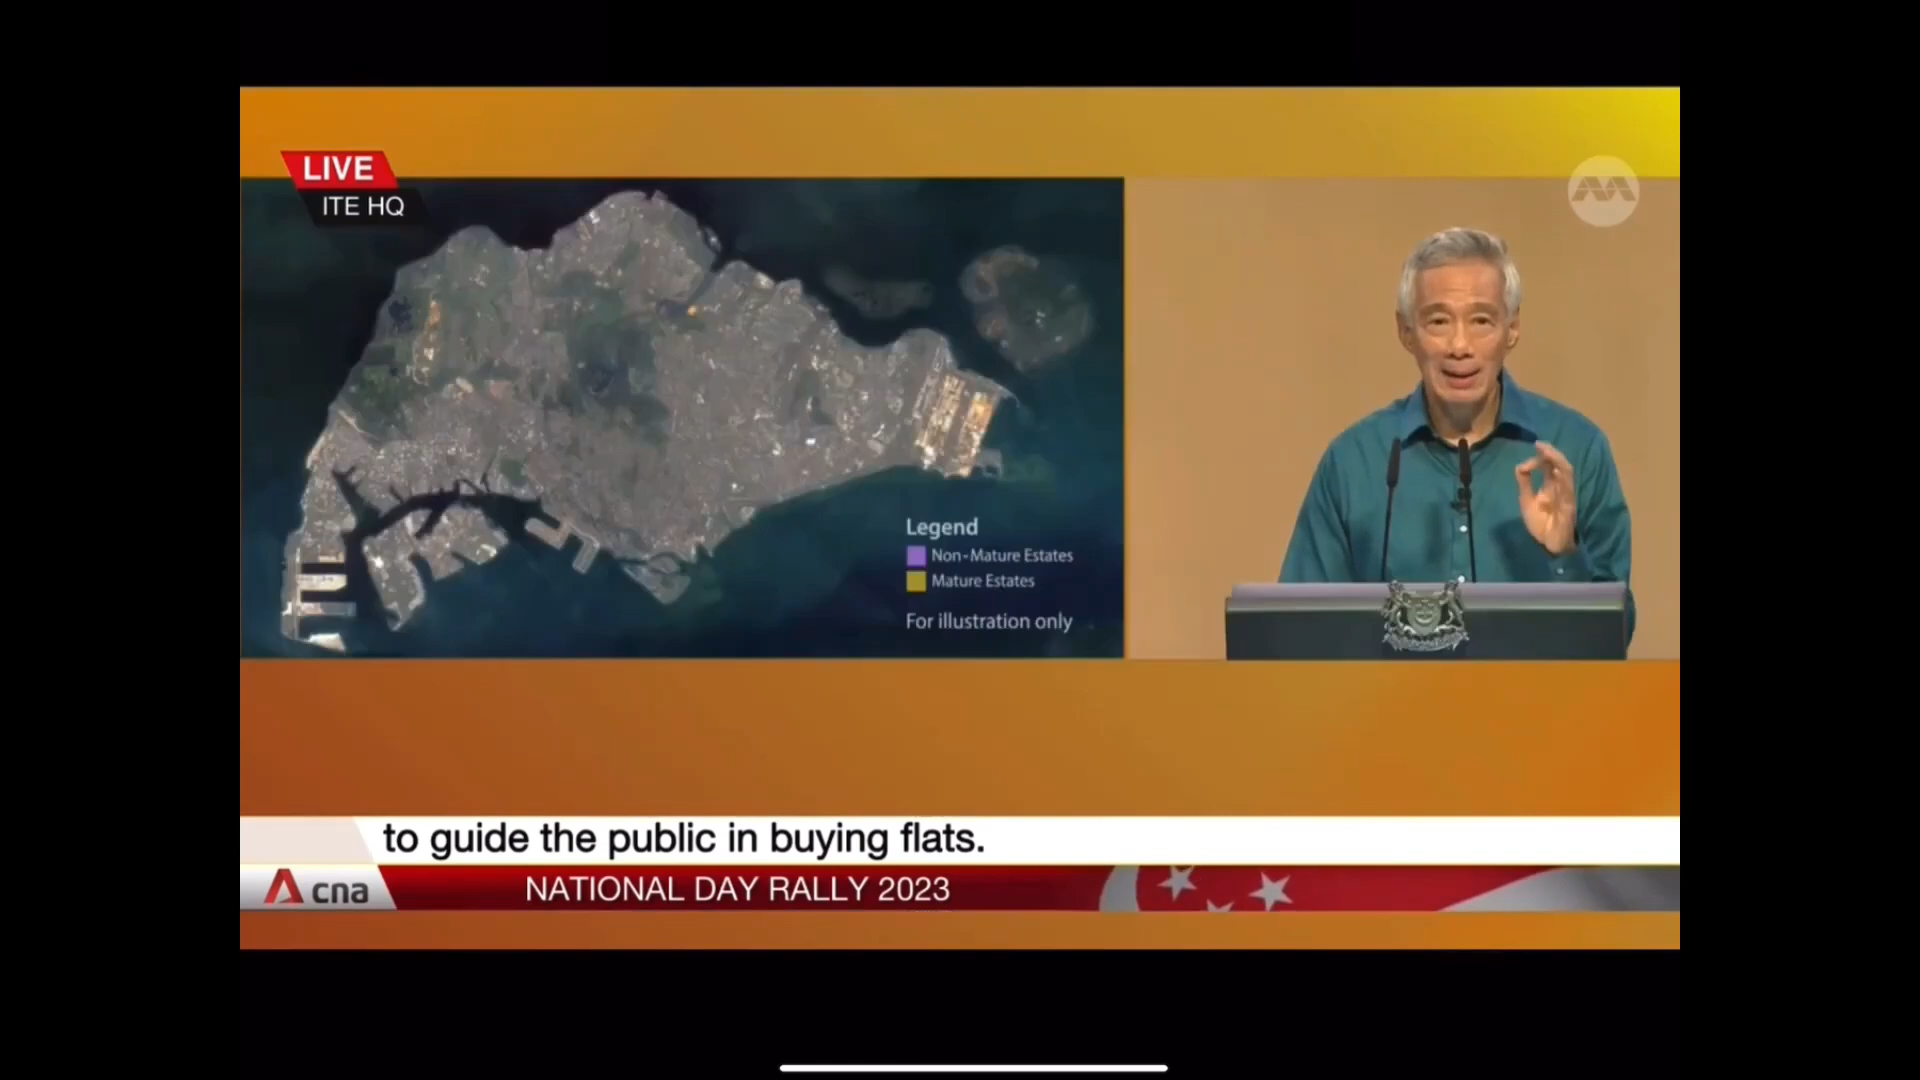 LIVE
ITE HQ
Legend
Non-Mature Estates
Mature Estates
For illustration only
to guide the public in buying flats.
cna
NATIONAL DAY RALLY 2023